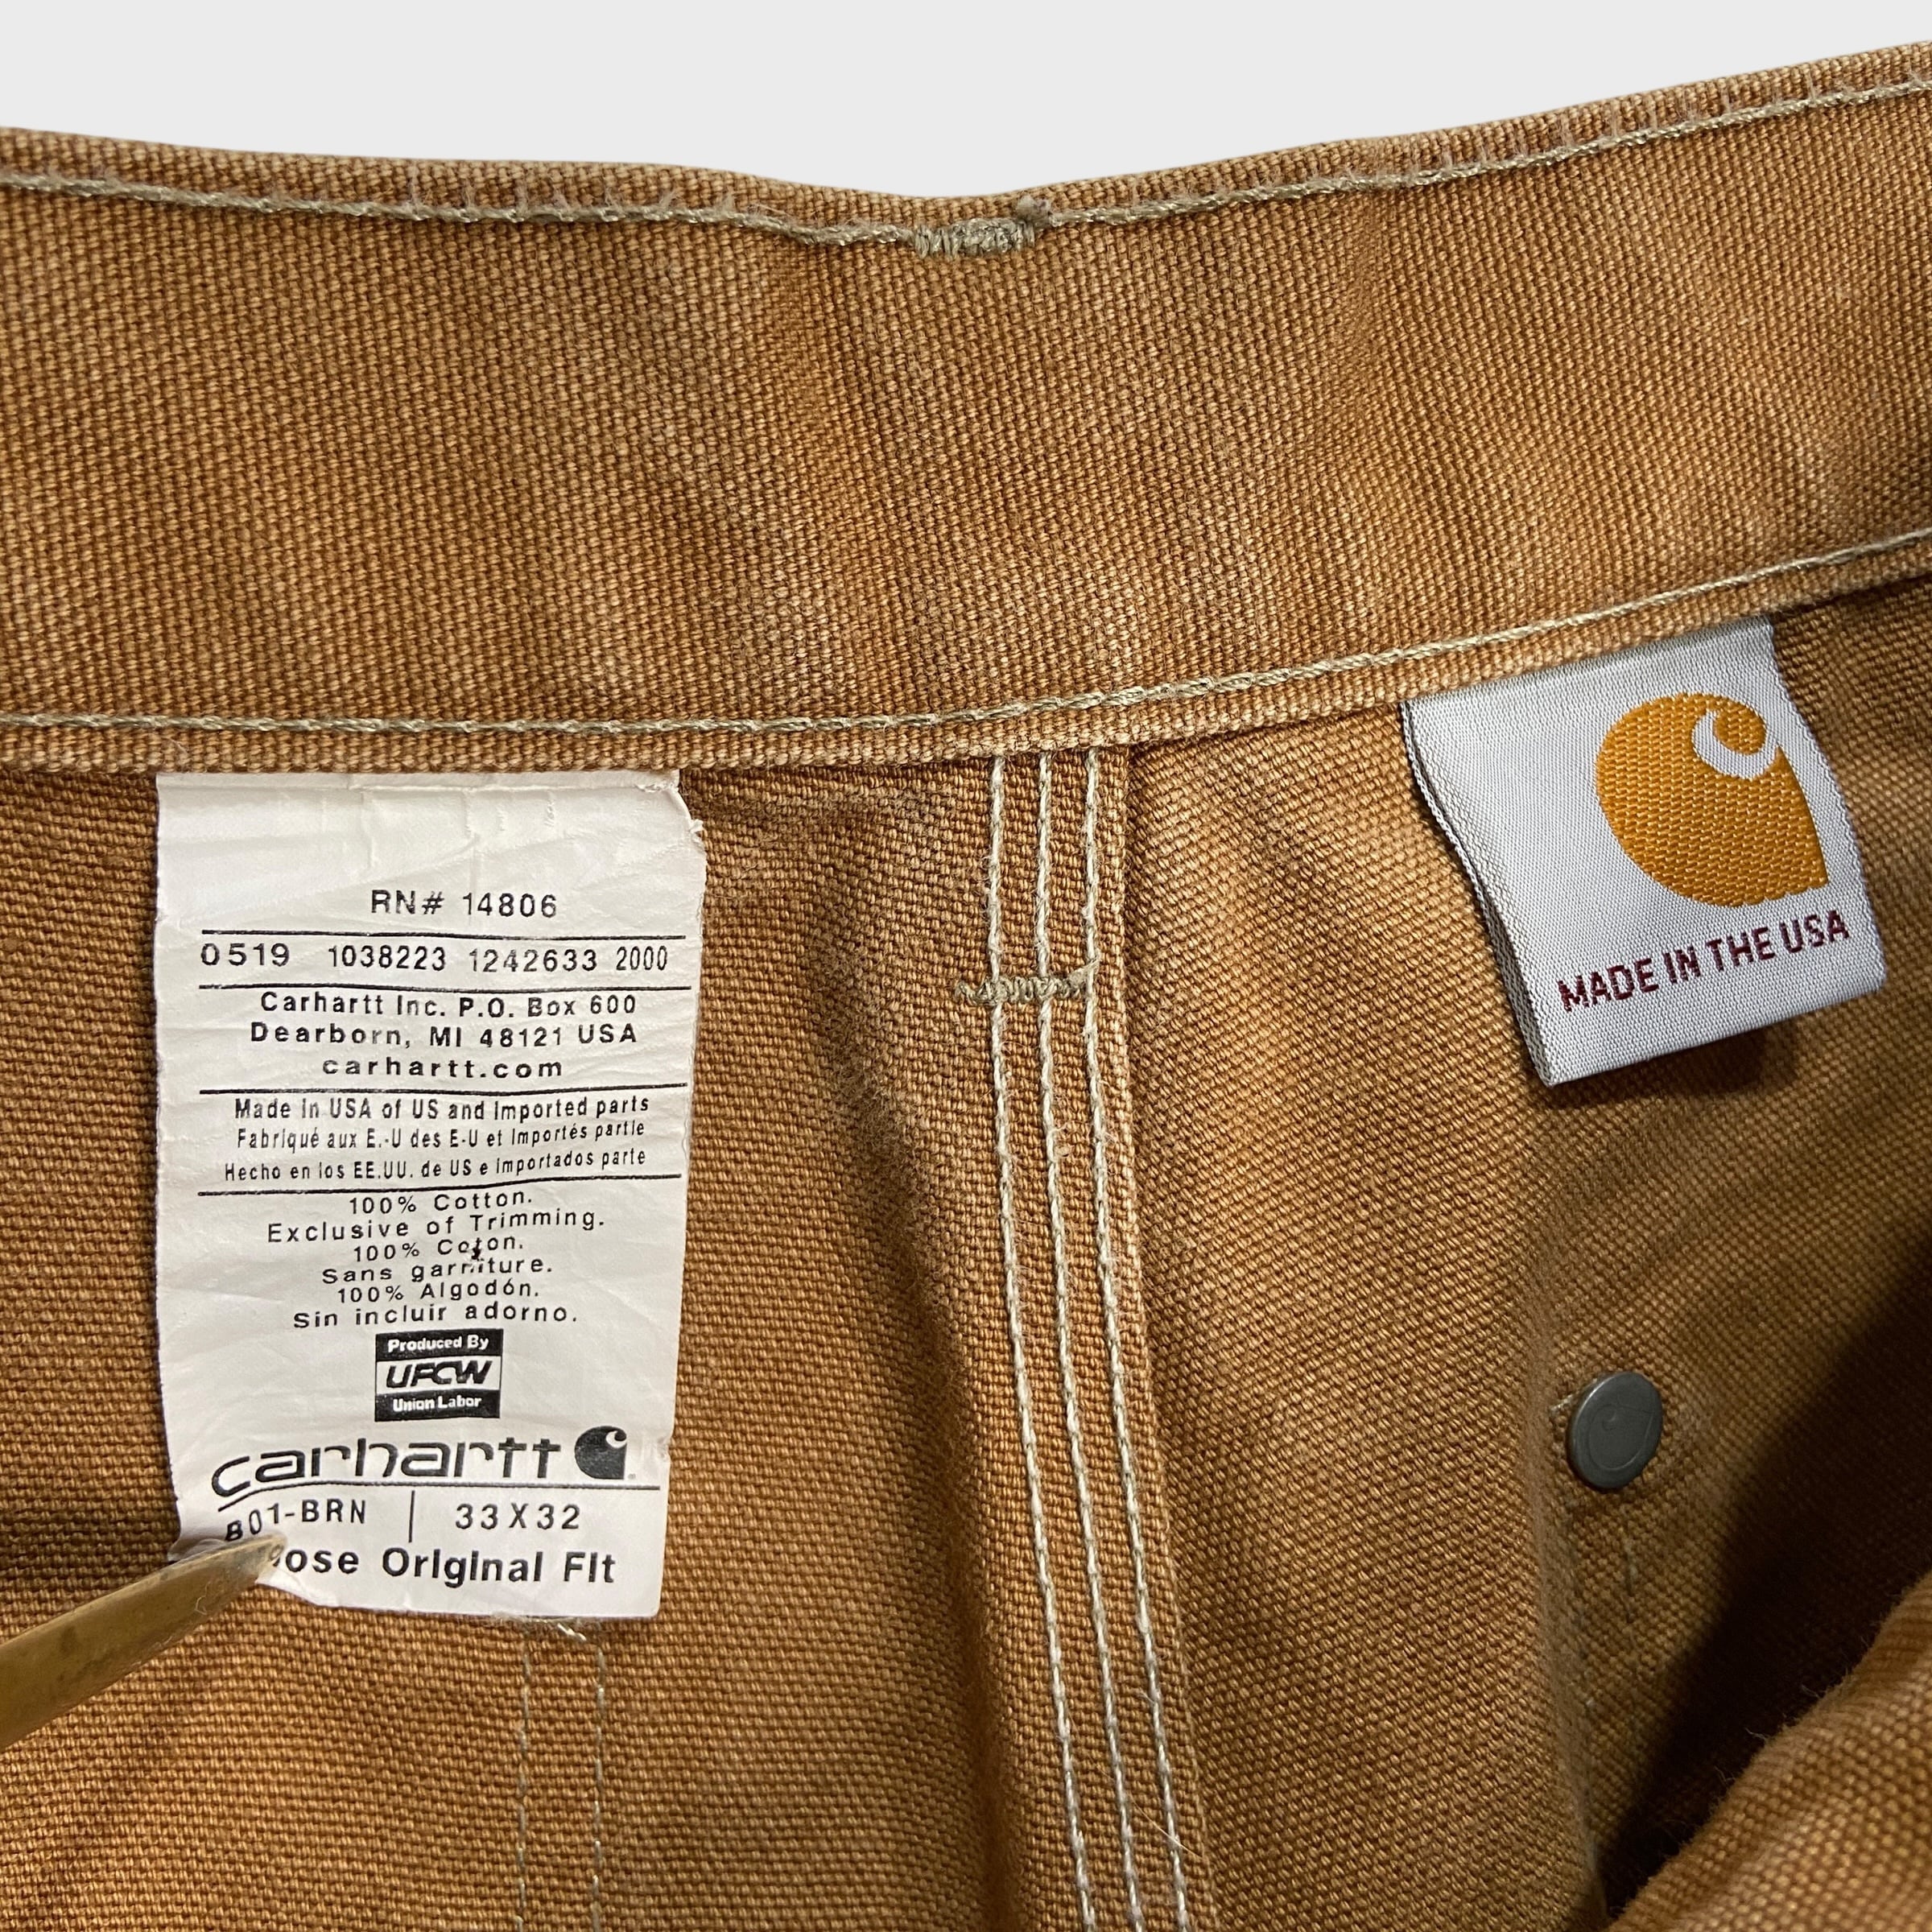 RN# 14806
0519 1038223 1242633 2000
Carhartt Inc. P.O. Box 600
Dearborn, MI 48121 USA
carhartt.com
Made in USA of US and Imported parts
Fabriqué aux E.-U des E-U et Importés partie
Hecho en los EE.UU. de US e importados parte
100% Cotton.
Exclusive of Trimming.
100% Coton.
Sans garniture.
100% Algodón.
Sin incluir adorno.
Produced By
UFCW
Union Labor
carhartt
B01-BRN | 33X32
Original Fit
MADE IN THE USA